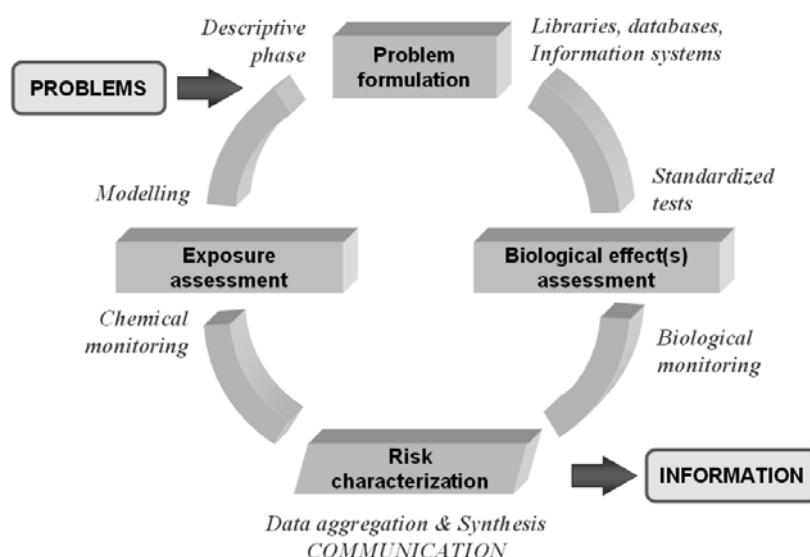 Descriptive
phase
Problem
formulation
Libraries, databases,
Information systems
PROBLEMS
Modelling
Standardized
tests
Exposure
assessment
Biological effect(s)
assessment
Chemical
monitoring
Biological
monitoring
Risk
characterization
INFORMATION
Data aggregation & Synthesis
COMMUNICATION